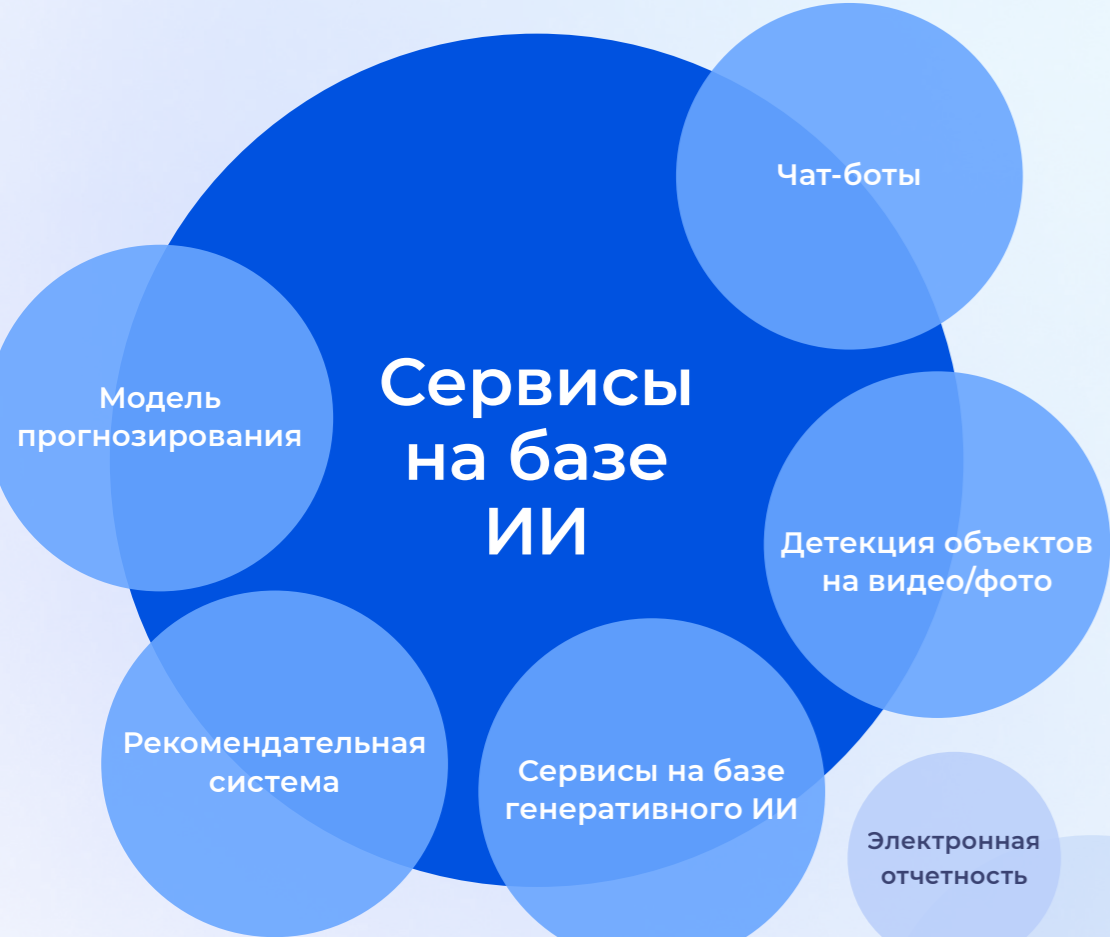 Чат-боты
Модель
прогнозирования
Сервисы
на базе
ИИ
Детекция объектов
на видео/фото
Рекомендательная
система
Сервисы на базе
генеративного ИИ
Электронная
отчетность